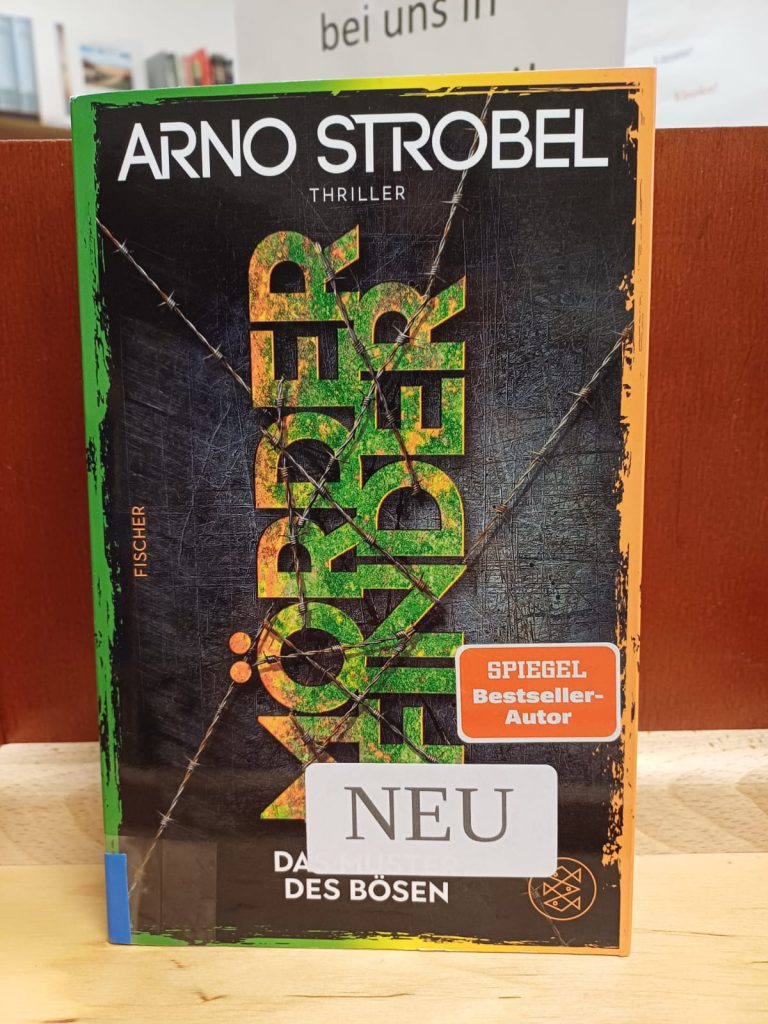 bei uns in
ARNO STROBEL
THRILLER
MÖRDER
FINDER
FISCHER
SPIEGEL
Bestseller-
Autor
NEU
DAS MUSTER
DES BÖSEN